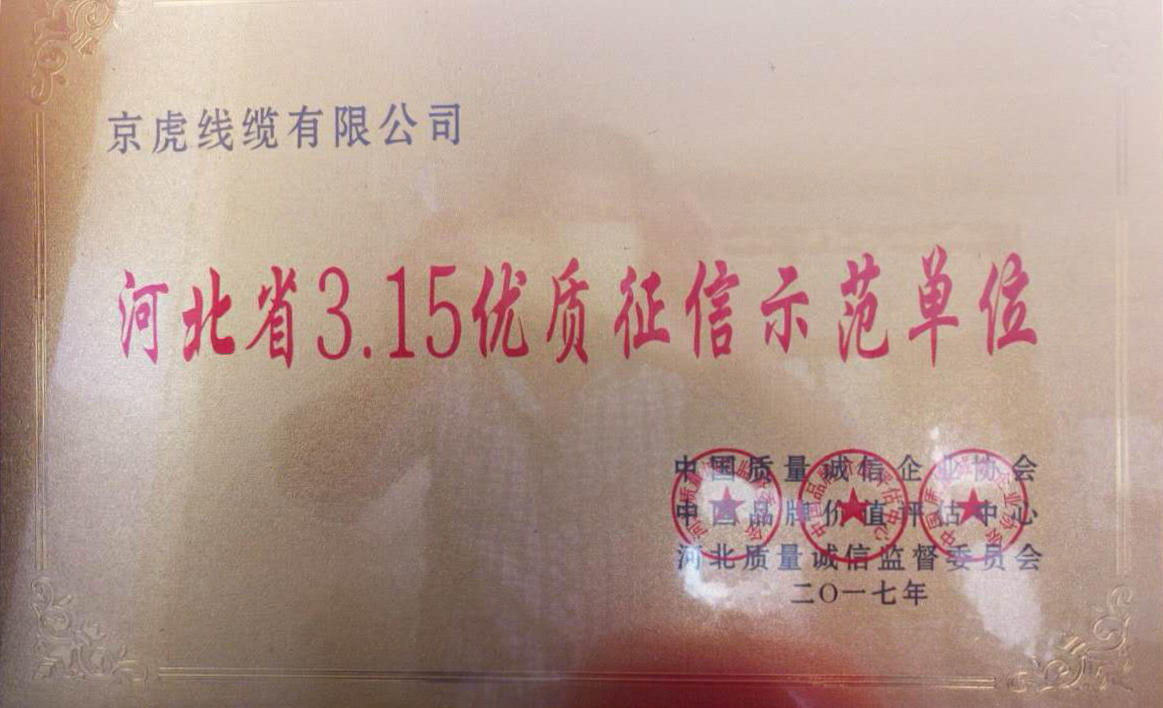 京虎线缆有限公司
河北省3.15优质征信示范单位
中国质量诚信企业协会
中国品牌价值评估中心
河北质量诚信监督委员会
二〇一七年